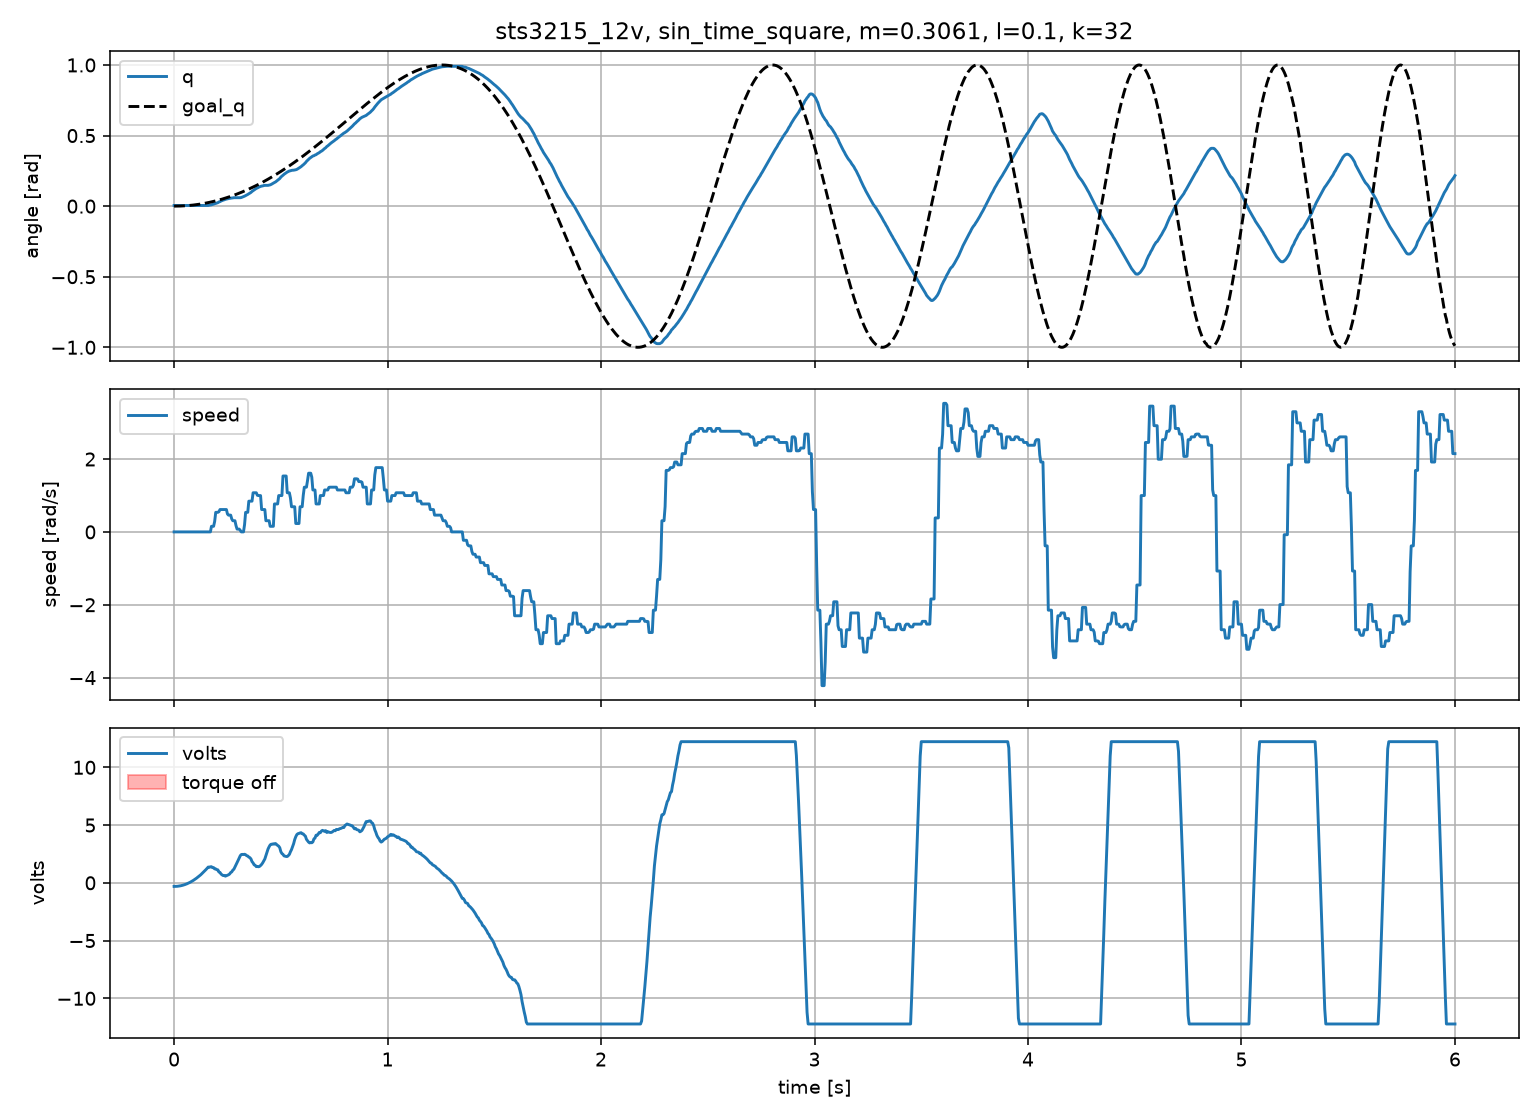 sts3215_12v, sin_time_square, m=0.3061, l=0.1, k=32
q
goal_q
angle [rad]
1.0
0.5
0.0
−0.5
−1.0
speed
speed [rad/s]
2
0
−2
−4
volts
torque off
volts
10
5
0
−5
−10
0 1 2 3 4 5 6
time [s]